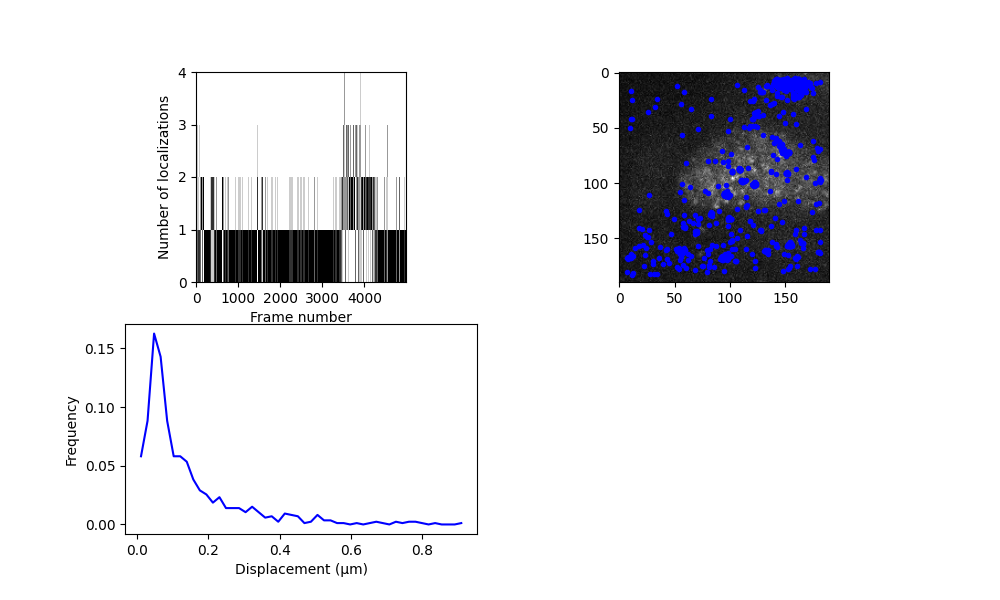 4
3
2
1
0
Number of localizations
0 1000 2000 3000 4000
Frame number
0
50
100
150
0 50 100 150
0.15
0.10
0.05
0.00
Frequency
0.0 0.2 0.4 0.6 0.8
Displacement (µm)